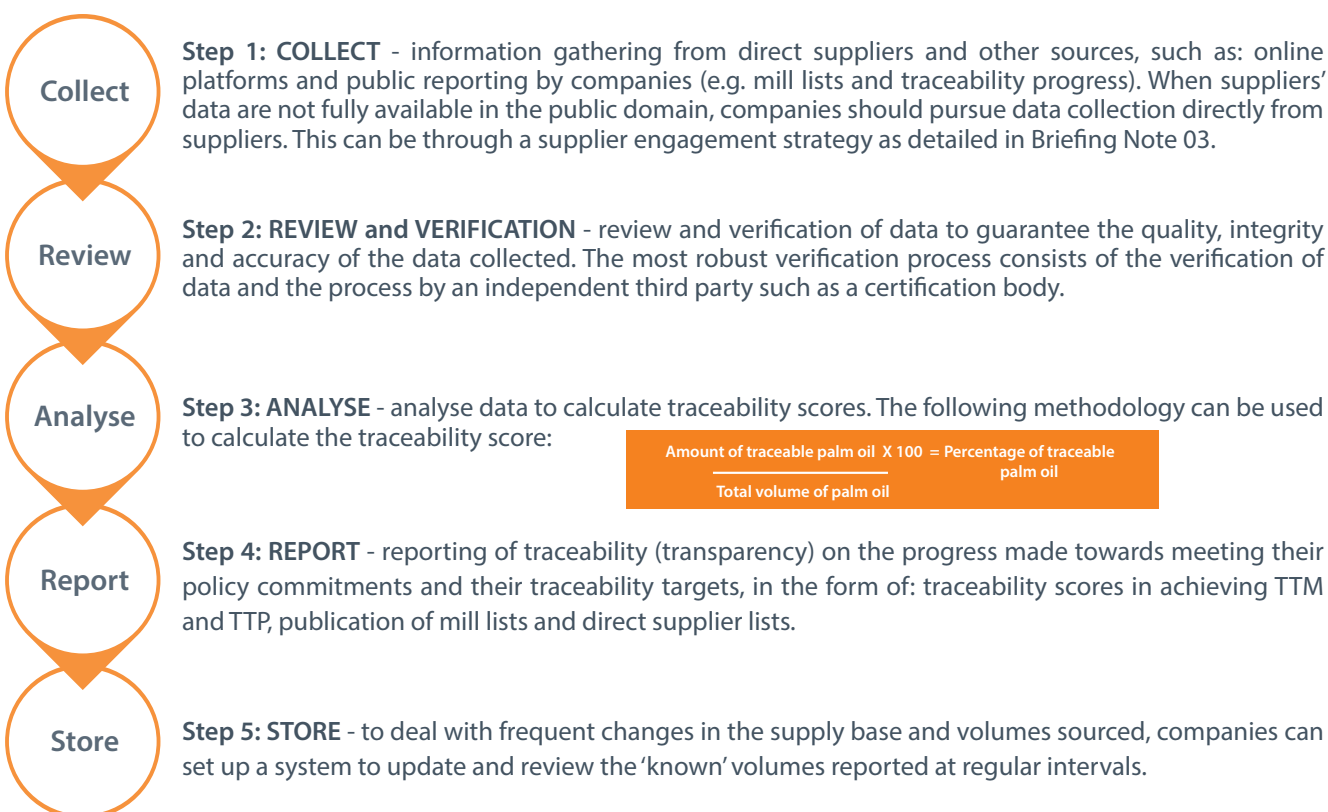 Collect
Step 1: COLLECT - information gathering from direct suppliers and other sources, such as: online
platforms and public reporting by companies (e.g. mill lists and traceability progress). When suppliers’
data are not fully available in the public domain, companies should pursue data collection directly from
suppliers. This can be through a supplier engagement strategy as detailed in Briefing Note 03.
Review
Step 2: REVIEW and VERIFICATION - review and verification of data to guarantee the quality, integrity
and accuracy of the data collected. The most robust verification process consists of the verification of
data and the process by an independent third party such as a certification body.
Analyse
Step 3: ANALYSE - analyse data to calculate traceability scores. The following methodology can be used
to calculate the traceability score:
Amount of traceable palm oil X 100 = Percentage of traceable
palm oil
Total volume of palm oil
Report
Step 4: REPORT - reporting of traceability (transparency) on the progress made towards meeting their
policy commitments and their traceability targets, in the form of: traceability scores in achieving TTM
and TTP, publication of mill lists and direct supplier lists.
Store
Step 5: STORE - to deal with frequent changes in the supply base and volumes sourced, companies can
set up a system to update and review the ‘known’ volumes reported at regular intervals.